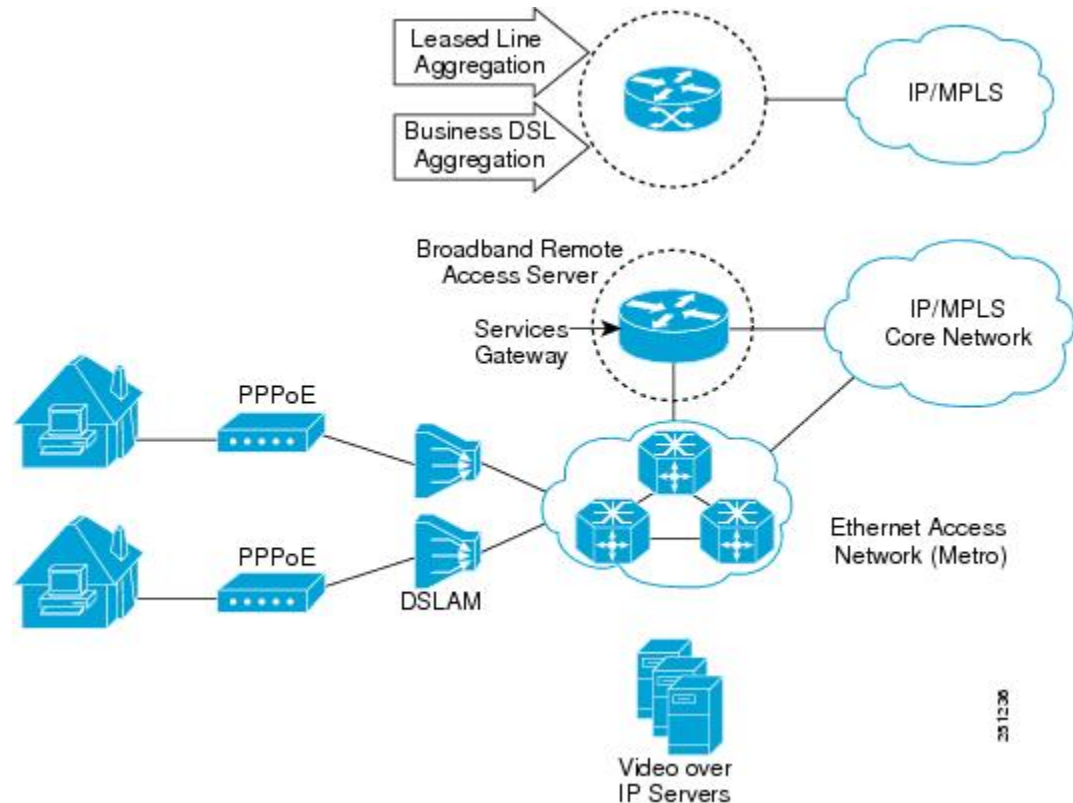 Leased Line
Aggregation
Business DSL
Aggregation
IP/MPLS
Broadband Remote
Access Server
Services
Gateway
IP/MPLS
Core Network
PPPoE
PPPoE
DSLAM
Ethernet Access
Network (Metro)
Video over
IP Servers
251236